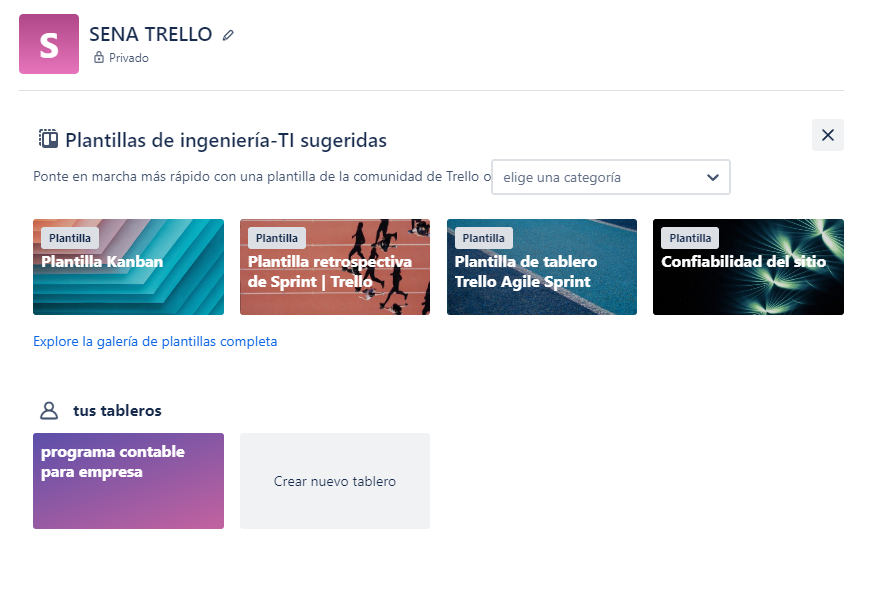 S
SENA TRELLO
Privado
Plantillas de ingeniería-TI sugeridas
Ponte en marcha más rápido con una plantilla de la comunidad de Trello o
elige una categoría
Plantilla
Plantilla Kanban
Plantilla
Plantilla retrospectiva
de Sprint | Trello
Plantilla
Plantilla de tablero
Trello Agile Sprint
Plantilla
Confiabilidad del sitio
Explore la galería de plantillas completa
tus tableros
programa contable
para empresa
Crear nuevo tablero